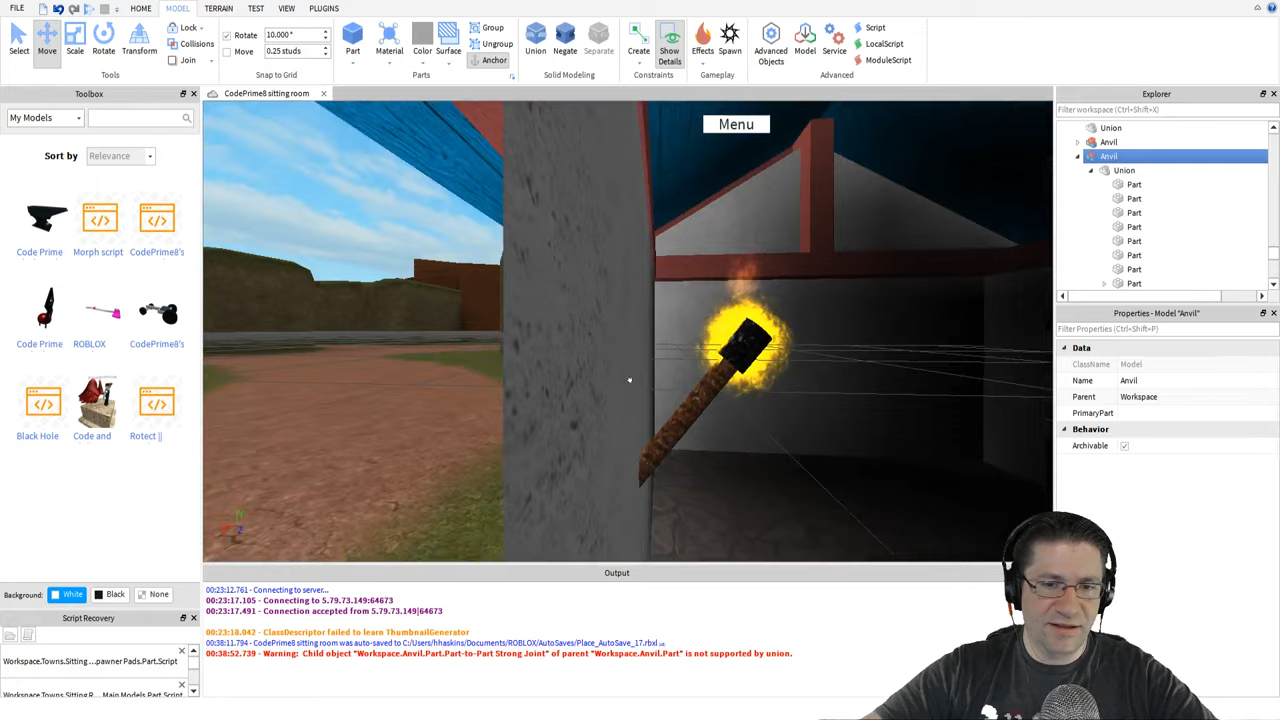 FILE HOME MODEL TERRAIN TEST VIEW PLUGINS
Select Move Scale Rotate Transform
Lock
Collisions
Join
Tools
Rotate 10.000°
Move 0.25 studs
Snap to Grid
Part Material Color Surface
Group
Ungroup
Anchor
Parts
Union Negate Separate
Solid Modeling
Create Show Details
Constraints
Effects Spawn
Gameplay
Advanced Objects Model Service
Script
LocalScript
ModuleScript
Advanced
Toolbox
My Models
Sort by Relevance
Code Prime Morph script CodePrime8's
Code Prime ROBLOX CodePrime8's
Black Hole Code and Rotect ||
Background: White Black None
Script Recovery
Workspace.Towns.Sitting ...pawner Pads.Part.Script
Workspace.Towns.Sitting R... Main Models Part Script
CodePrime8 sitting room
Menu
Output
00:23:12.761 - Connecting to server...
00:23:17.105 - Connecting to 5.79.73.149:64673
00:23:17.491 - Connection accepted from 5.79.73.149|64673
00:23:18.042 - ClassDescriptor failed to learn ThumbnailGenerator
00:38:11.794 - CodePrime8 sitting room was auto-saved to C:/Users/hhaskins/Documents/ROBLOX/AutoSaves/Place_AutoSave_17.rbxl
00:38:52.739 - Warning: Child object "Workspace.Anvil.Part.Part-to-Part Strong Joint" of parent "Workspace.Anvil.Part" is not supported by union.
Explorer
Filter workspace (Ctrl+Shift+X)
Union
Anvil
Anvil
Union
Part
Part
Part
Part
Part
Part
Part
Part
Properties - Model "Anvil"
Filter Properties (Ctrl+Shift+P)
Data
ClassName Model
Name Anvil
Parent Workspace
PrimaryPart
Behavior
Archivable